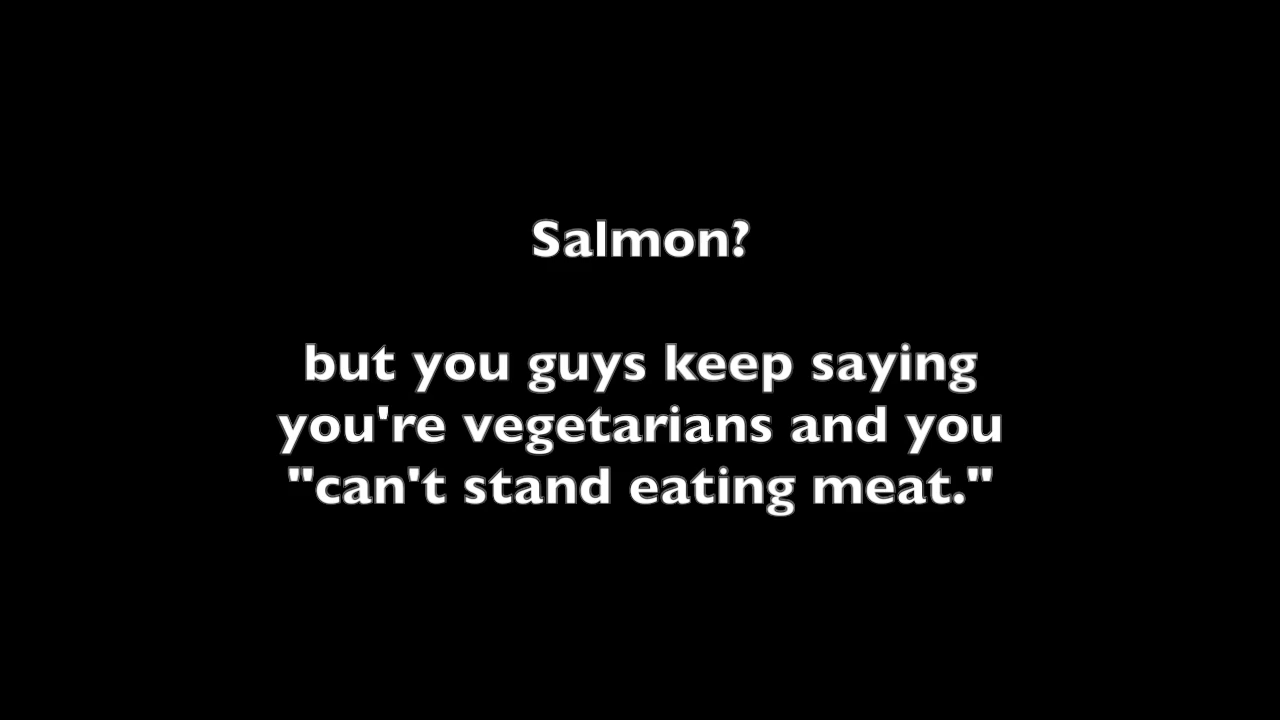 Salmon?
but you guys keep saying
you're vegetarians and you
"can't stand eating meat."